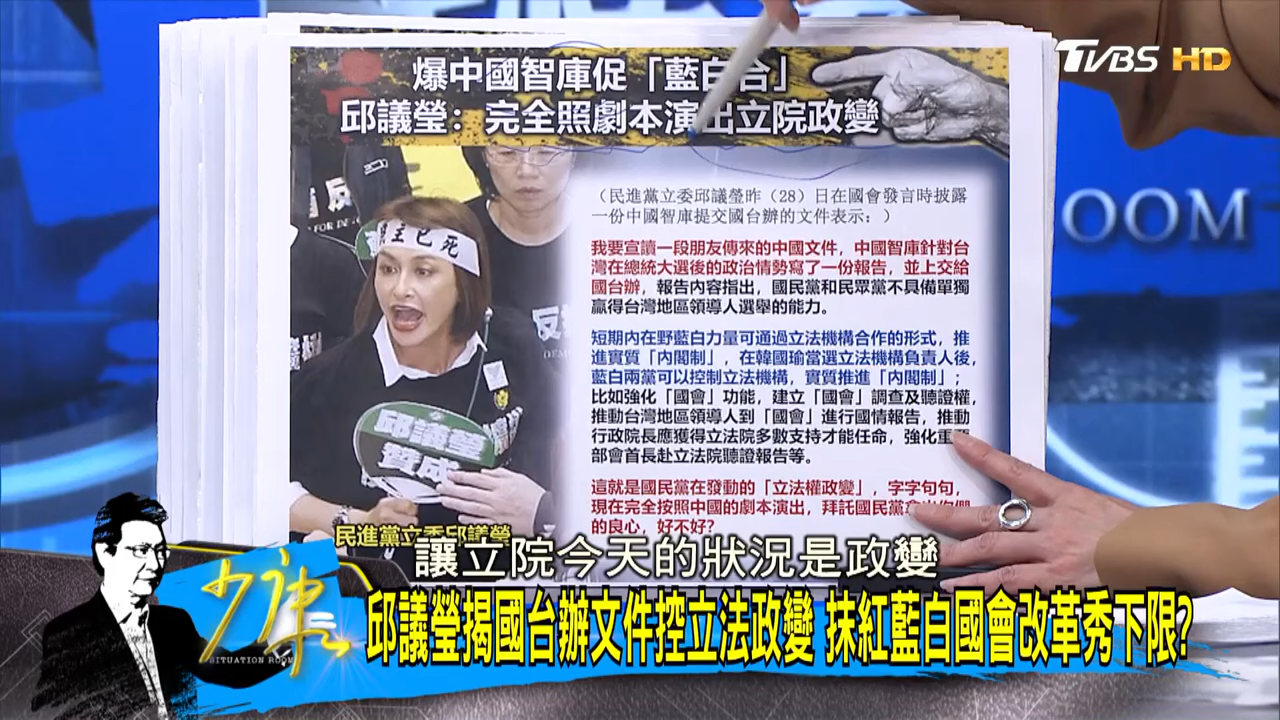 TVBS HD
爆中國智庫促「藍白合」
邱議瑩：完全照劇本演出立院政變
OOM
（民進黨立委邱議瑩昨（28）日在國會發言時披露
一份中國智庫提交國台辦的文件表示：）
我要宣讀一段朋友傳來的中國文件，中國智庫針對台
灣在總統大選後的政治情勢寫了一份報告，並上交給
國台辦，報告內容指出，國民黨和民眾黨不具備單獨
贏得台灣地區領導人選舉的能力。
短期內在野藍白力量可通過立法機構合作的形式，推
進實質「內閣制」，在韓國瑜當選立法機構負責人後，
藍白兩黨可以控制立法機構，實質推進「內閣制」；
比如強化「國會」功能，建立「國會」調查及聽證權，
推動台灣地區領導人到「國會」進行國情報告，推動
行政院長應獲得立法院多數支持才能任命，強化重
部會首長赴立法院聽證報告等。
這就是國民黨在發動的「立法權政變」，字字句句，
現在完全按照中國的劇本演出，拜託國民黨
的良心，好不好？
主已死
反
FOR DE
反
邱議瑩
贊成
民進黨立委邱議瑩
讓立院今天的狀況是政變
少康
SITUATION ROOM
邱議瑩揭國台辦文件控立法政變 抹紅藍白國會改革秀下限?